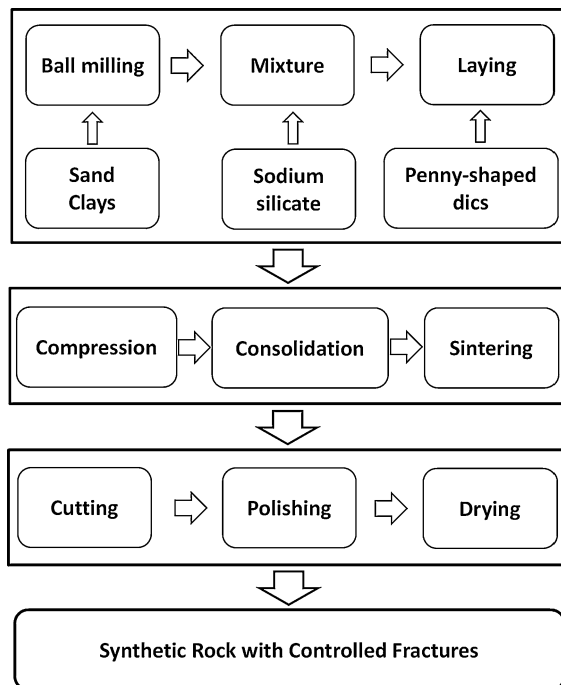 Ball milling
Mixture
Laying
Sand
Clays
Sodium
silicate
Penny-shaped
dics
Compression
Consolidation
Sintering
Cutting
Polishing
Drying
Synthetic Rock with Controlled Fractures